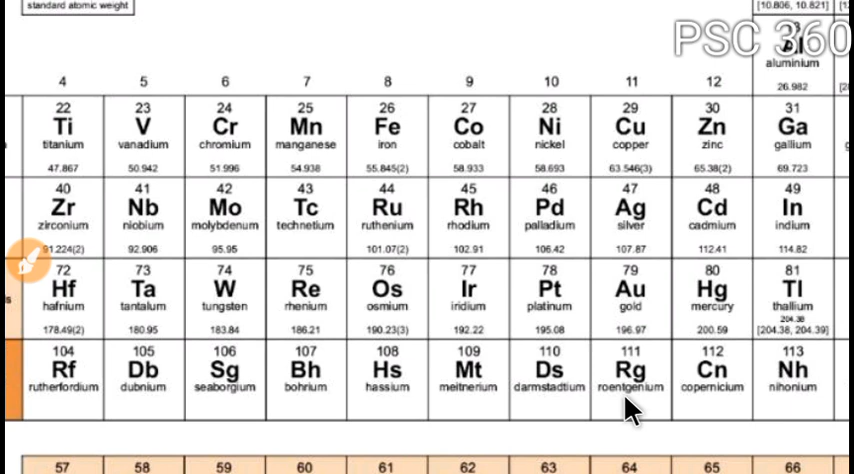 standard atomic weight
[10.806, 10.821]
PSC 360
Al
aluminium
26.982
4 5 6 7 8 9 10 11 12
22 23 24 25 26 27 28 29 30 31
Ti V Cr Mn Fe Co Ni Cu Zn Ga
titanium vanadium chromium manganese iron cobalt nickel copper zinc gallium
47.867 50.942 51.996 54.938 55.845(2) 58.933 58.693 63.546(3) 65.38(2) 69.723
40 41 42 43 44 45 46 47 48 49
Zr Nb Mo Tc Ru Rh Pd Ag Cd In
zirconium niobium molybdenum technetium ruthenium rhodium palladium silver cadmium indium
91.224(2) 92.906 95.95 101.07(2) 102.91 106.42 107.87 112.41 114.82
72 73 74 75 76 77 78 79 80 81
Hf Ta W Re Os Ir Pt Au Hg Tl
hafnium tantalum tungsten rhenium osmium iridium platinum gold mercury thallium
204.38
178.49(2) 180.95 183.84 186.21 190.23(3) 192.22 195.08 196.97 200.59 [204.38, 204.39]
104 105 106 107 108 109 110 111 112 113
Rf Db Sg Bh Hs Mt Ds Rg Cn Nh
rutherfordium dubnium seaborgium bohrium hassium meitnerium darmstadtium roentgenium copernicium nihonium
57 58 59 60 61 62 63 64 65 66